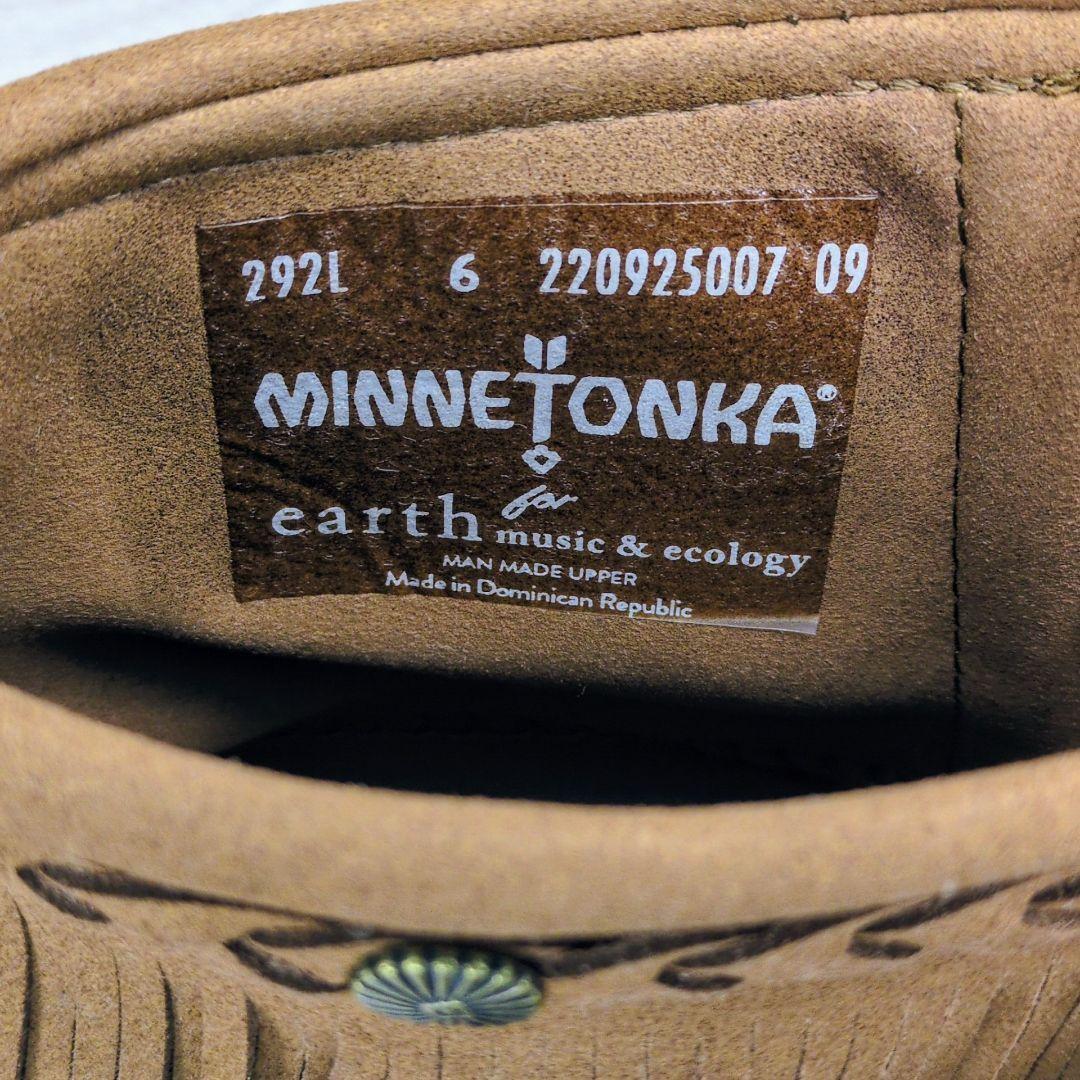 292L 6 220925007 09
MINNETONKA®
for
earth music & ecology
MAN MADE UPPER
Made in Dominican Republic